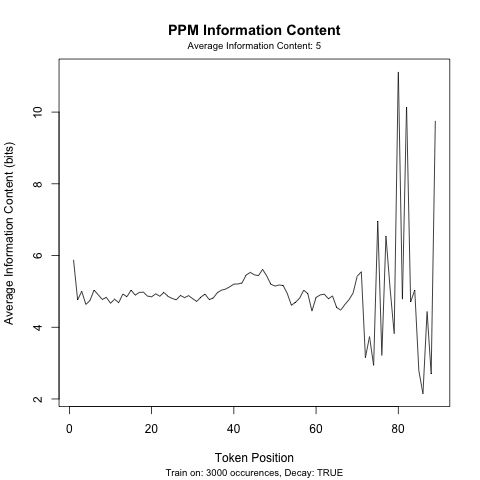 PPM Information Content
Average Information Content: 5
Average Information Content (bits)
10
8
6
4
2
0 20 40 60 80
Token Position
Train on: 3000 occurences, Decay: TRUE